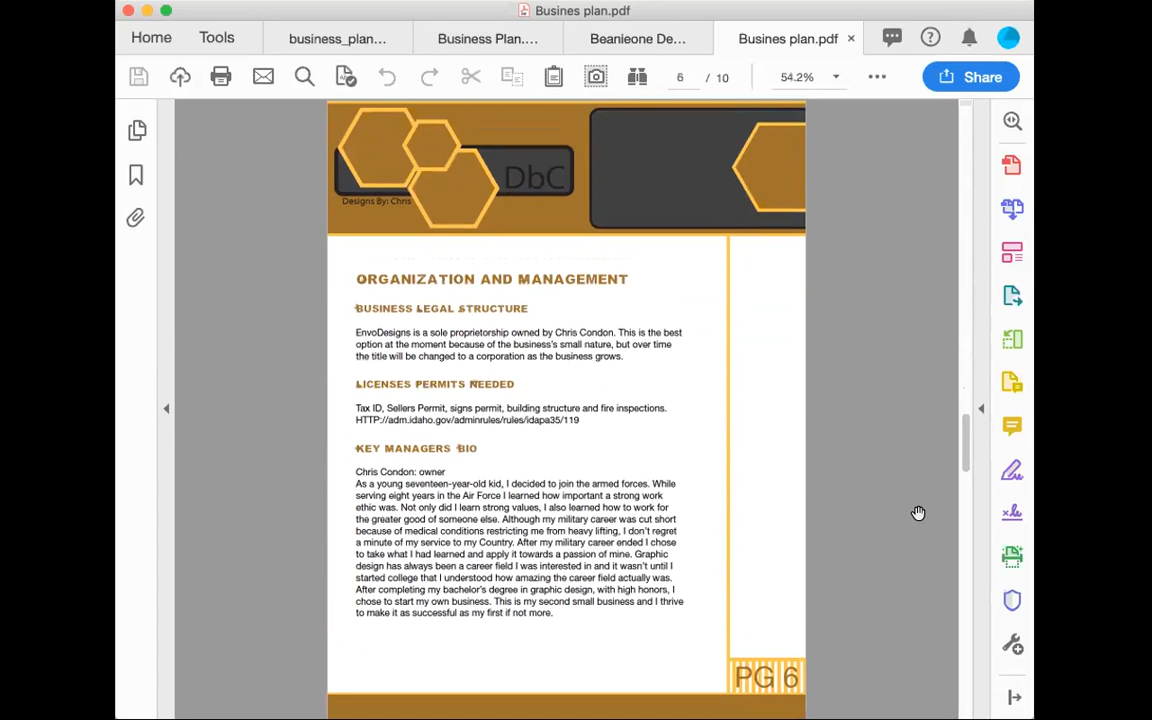 Busines plan.pdf
Home
Tools
business_plan...
Business Plan....
Beanieone De...
Busines plan.pdf
×
6 / 10
54.2%
Share
DbC
Designs By: Chris
ORGANIZATION AND MANAGEMENT
BUSINESS LEGAL STRUCTURE
EnvoDesigns is a sole proprietorship owned by Chris Condon. This is the best
option at the moment because of the business's small nature, but over time
the title will be changed to a corporation as the business grows.
LICENSES PERMITS NEEDED
Tax ID, Sellers Permit, signs permit, building structure and fire inspections.
HTTP://adm.idaho.gov/adminrules/rules/idapa35/119
KEY MANAGERS BIO
Chris Condon: owner
As a young seventeen-year-old kid, I decided to join the armed forces. While
serving eight years in the Air Force I learned how important a strong work
ethic was. Not only did I learn strong values, I also learned how to work for
the greater good of someone else. Although my military career was cut short
because of medical conditions restricting me from heavy lifting, I don't regret
a minute of my service to my Country. After my military career ended I chose
to take what I had learned and apply it towards a passion of mine. Graphic
design has always been a career field I was interested in and it wasn't until I
started college that I understood how amazing the career field actually was.
After completing my bachelor's degree in graphic design, with high honors, I
chose to start my own business. This is my second small business and I thrive
to make it as successful as my first if not more.
PG 6